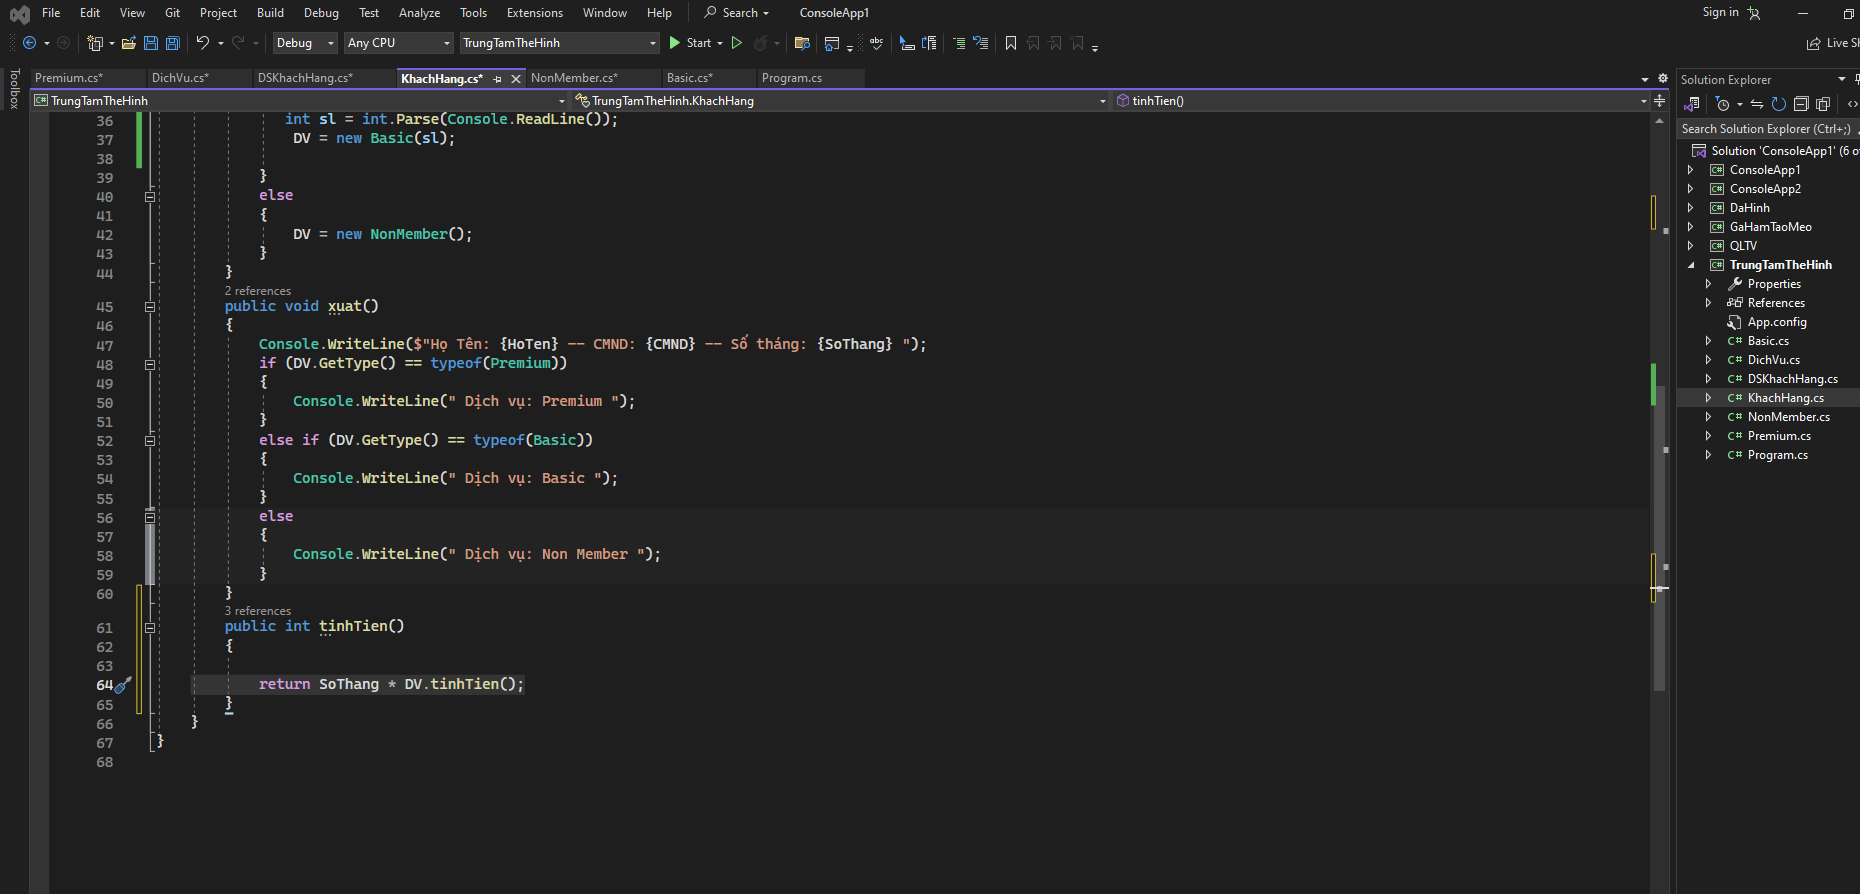 File Edit View Git Project Build Debug Test Analyze Tools Extensions Window Help Search ConsoleApp1 Sign in
Debug Any CPU TrungTamTheHinh Start Live
Toolbox
Premium.cs* DichVu.cs* DSKhachHang.cs* KhachHang.cs* NonMember.cs* Basic.cs* Program.cs
C# TrungTamTheHinh TrungTamTheHinh.KhachHang tinhTien()
36 int sl = int.Parse(Console.ReadLine());
37 DV = new Basic(sl);
38
39 }
40 else
41 {
42 DV = new NonMember();
43 }
44 }
2 references
45 public void xuat()
46 {
47 Console.WriteLine($"Họ Tên: {HoTen} -- CMND: {CMND} -- Số tháng: {SoThang} ");
48 if (DV.GetType() == typeof(Premium))
49 {
50 Console.WriteLine(" Dịch vụ: Premium ");
51 }
52 else if (DV.GetType() == typeof(Basic))
53 {
54 Console.WriteLine(" Dịch vụ: Basic ");
55 }
56 else
57 {
58 Console.WriteLine(" Dịch vụ: Non Member ");
59 }
60 }
3 references
61 public int tinhTien()
62 {
63
64 return SoThang * DV.tinhTien();
65 }
66 }
67 }
68
Solution Explorer
Search Solution Explorer (Ctrl+;)
Solution 'ConsoleApp1' (6 of
C# ConsoleApp1
C# ConsoleApp2
C# DaHinh
C# GaHamTaoMeo
C# QLTV
C# TrungTamTheHinh
Properties
References
App.config
C# Basic.cs
C# DichVu.cs
C# DSKhachHang.cs
C# KhachHang.cs
C# NonMember.cs
C# Premium.cs
C# Program.cs